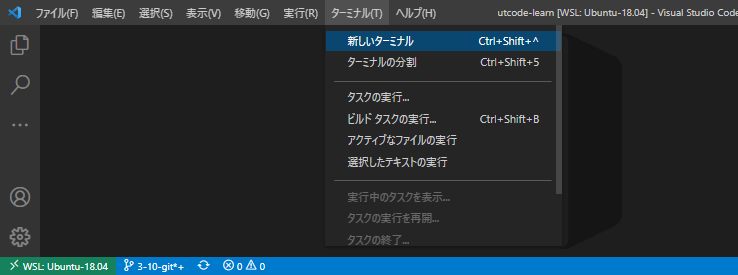 ファイル(F) 編集(E) 選択(S) 表示(V) 移動(G) 実行(R) ターミナル(T) ヘルプ(H) utcode-learn [WSL: Ubuntu-18.04] - Visual Studio Code
新しいターミナル Ctrl+Shift+^
ターミナルの分割 Ctrl+Shift+5
タスクの実行...
ビルド タスクの実行... Ctrl+Shift+B
アクティブなファイルの実行
選択したテキストの実行
実行中のタスクを表示...
タスクの実行を再開...
タスクの終了...
WSL: Ubuntu-18.04 3-10-git*+ 0 0